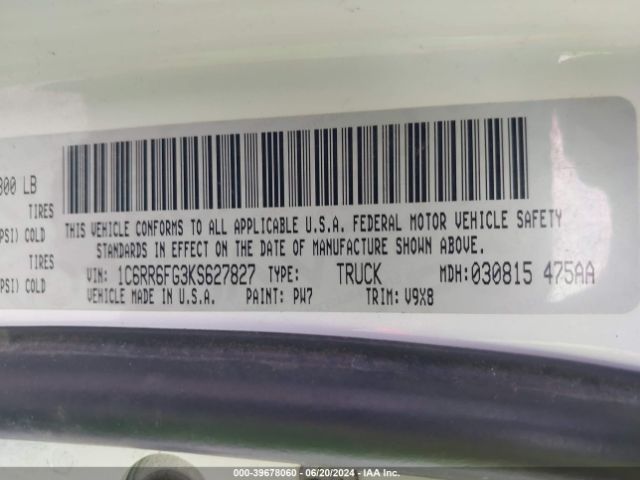 300 LB
TIRES
PSI) COLD
TIRES
PSI) COLD
THIS VEHICLE CONFORMS TO ALL APPLICABLE U.S.A. FEDERAL MOTOR VEHICLE SAFETY
STANDARDS IN EFFECT ON THE DATE OF MANUFACTURE SHOWN ABOVE.
VIN: 1C6RR6FG3KS627827 TYPE: TRUCK MDH: 030815 475AA
VEHICLE MADE IN U.S.A. PAINT: PW7 TRIM: V9X8
000-39678060 - 06/20/2024 - IAA Inc.